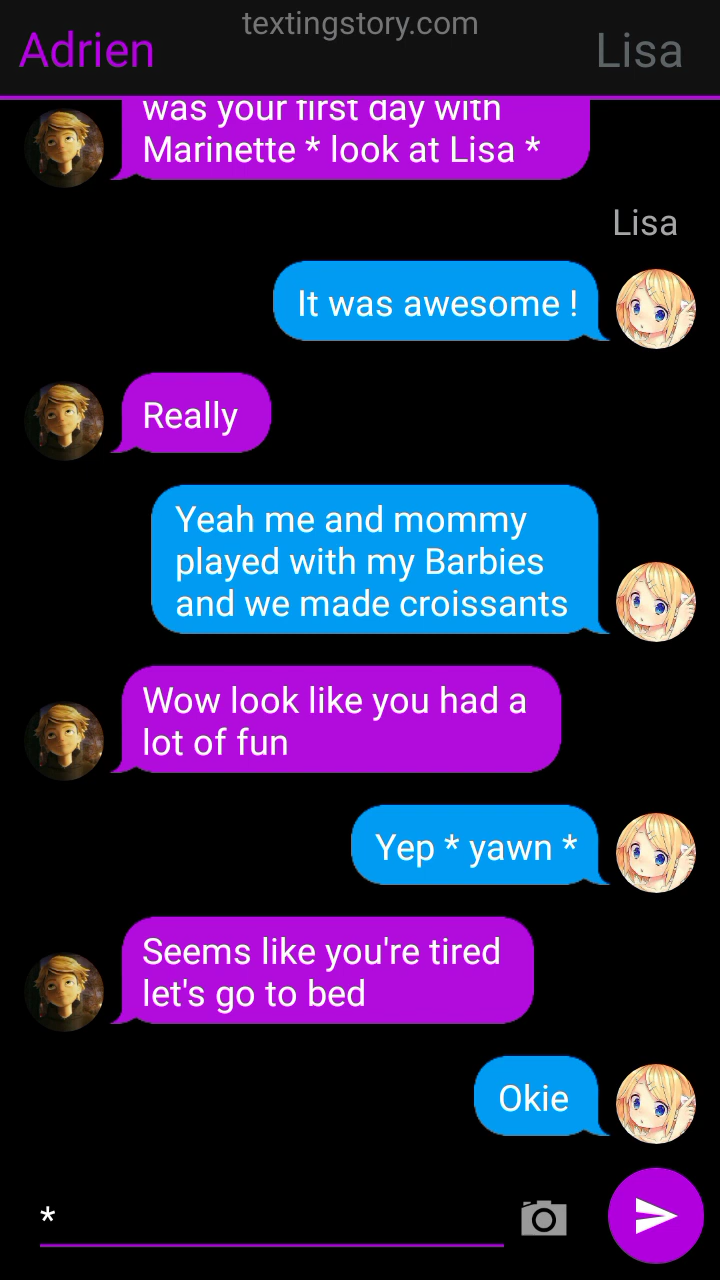 textingstory.com
Adrien
Lisa
was your first day with
Marinette * look at Lisa *
Lisa
It was awesome !
Really
Yeah me and mommy
played with my Barbies
and we made croissants
Wow look like you had a
lot of fun
Yep * yawn *
Seems like you're tired
let's go to bed
Okie
*